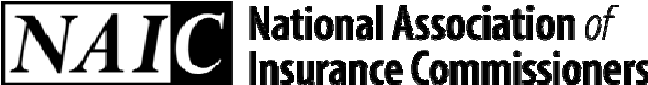 NAIC National Association of
Insurance Commissioners